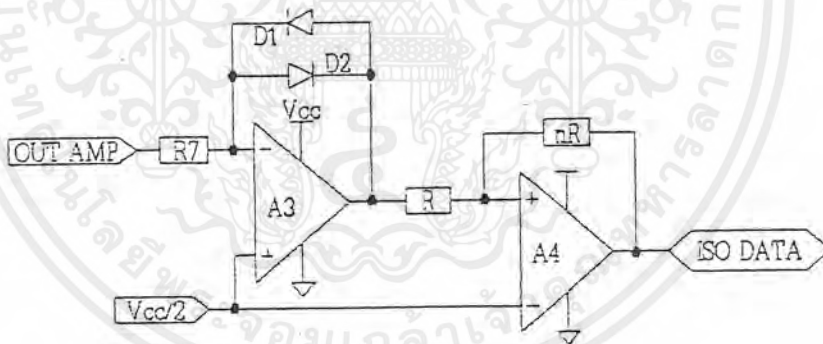 D1
D2
Vcc
OUT AMP
R7
nR
A3
R
A4
ISO DATA
Vcc/2